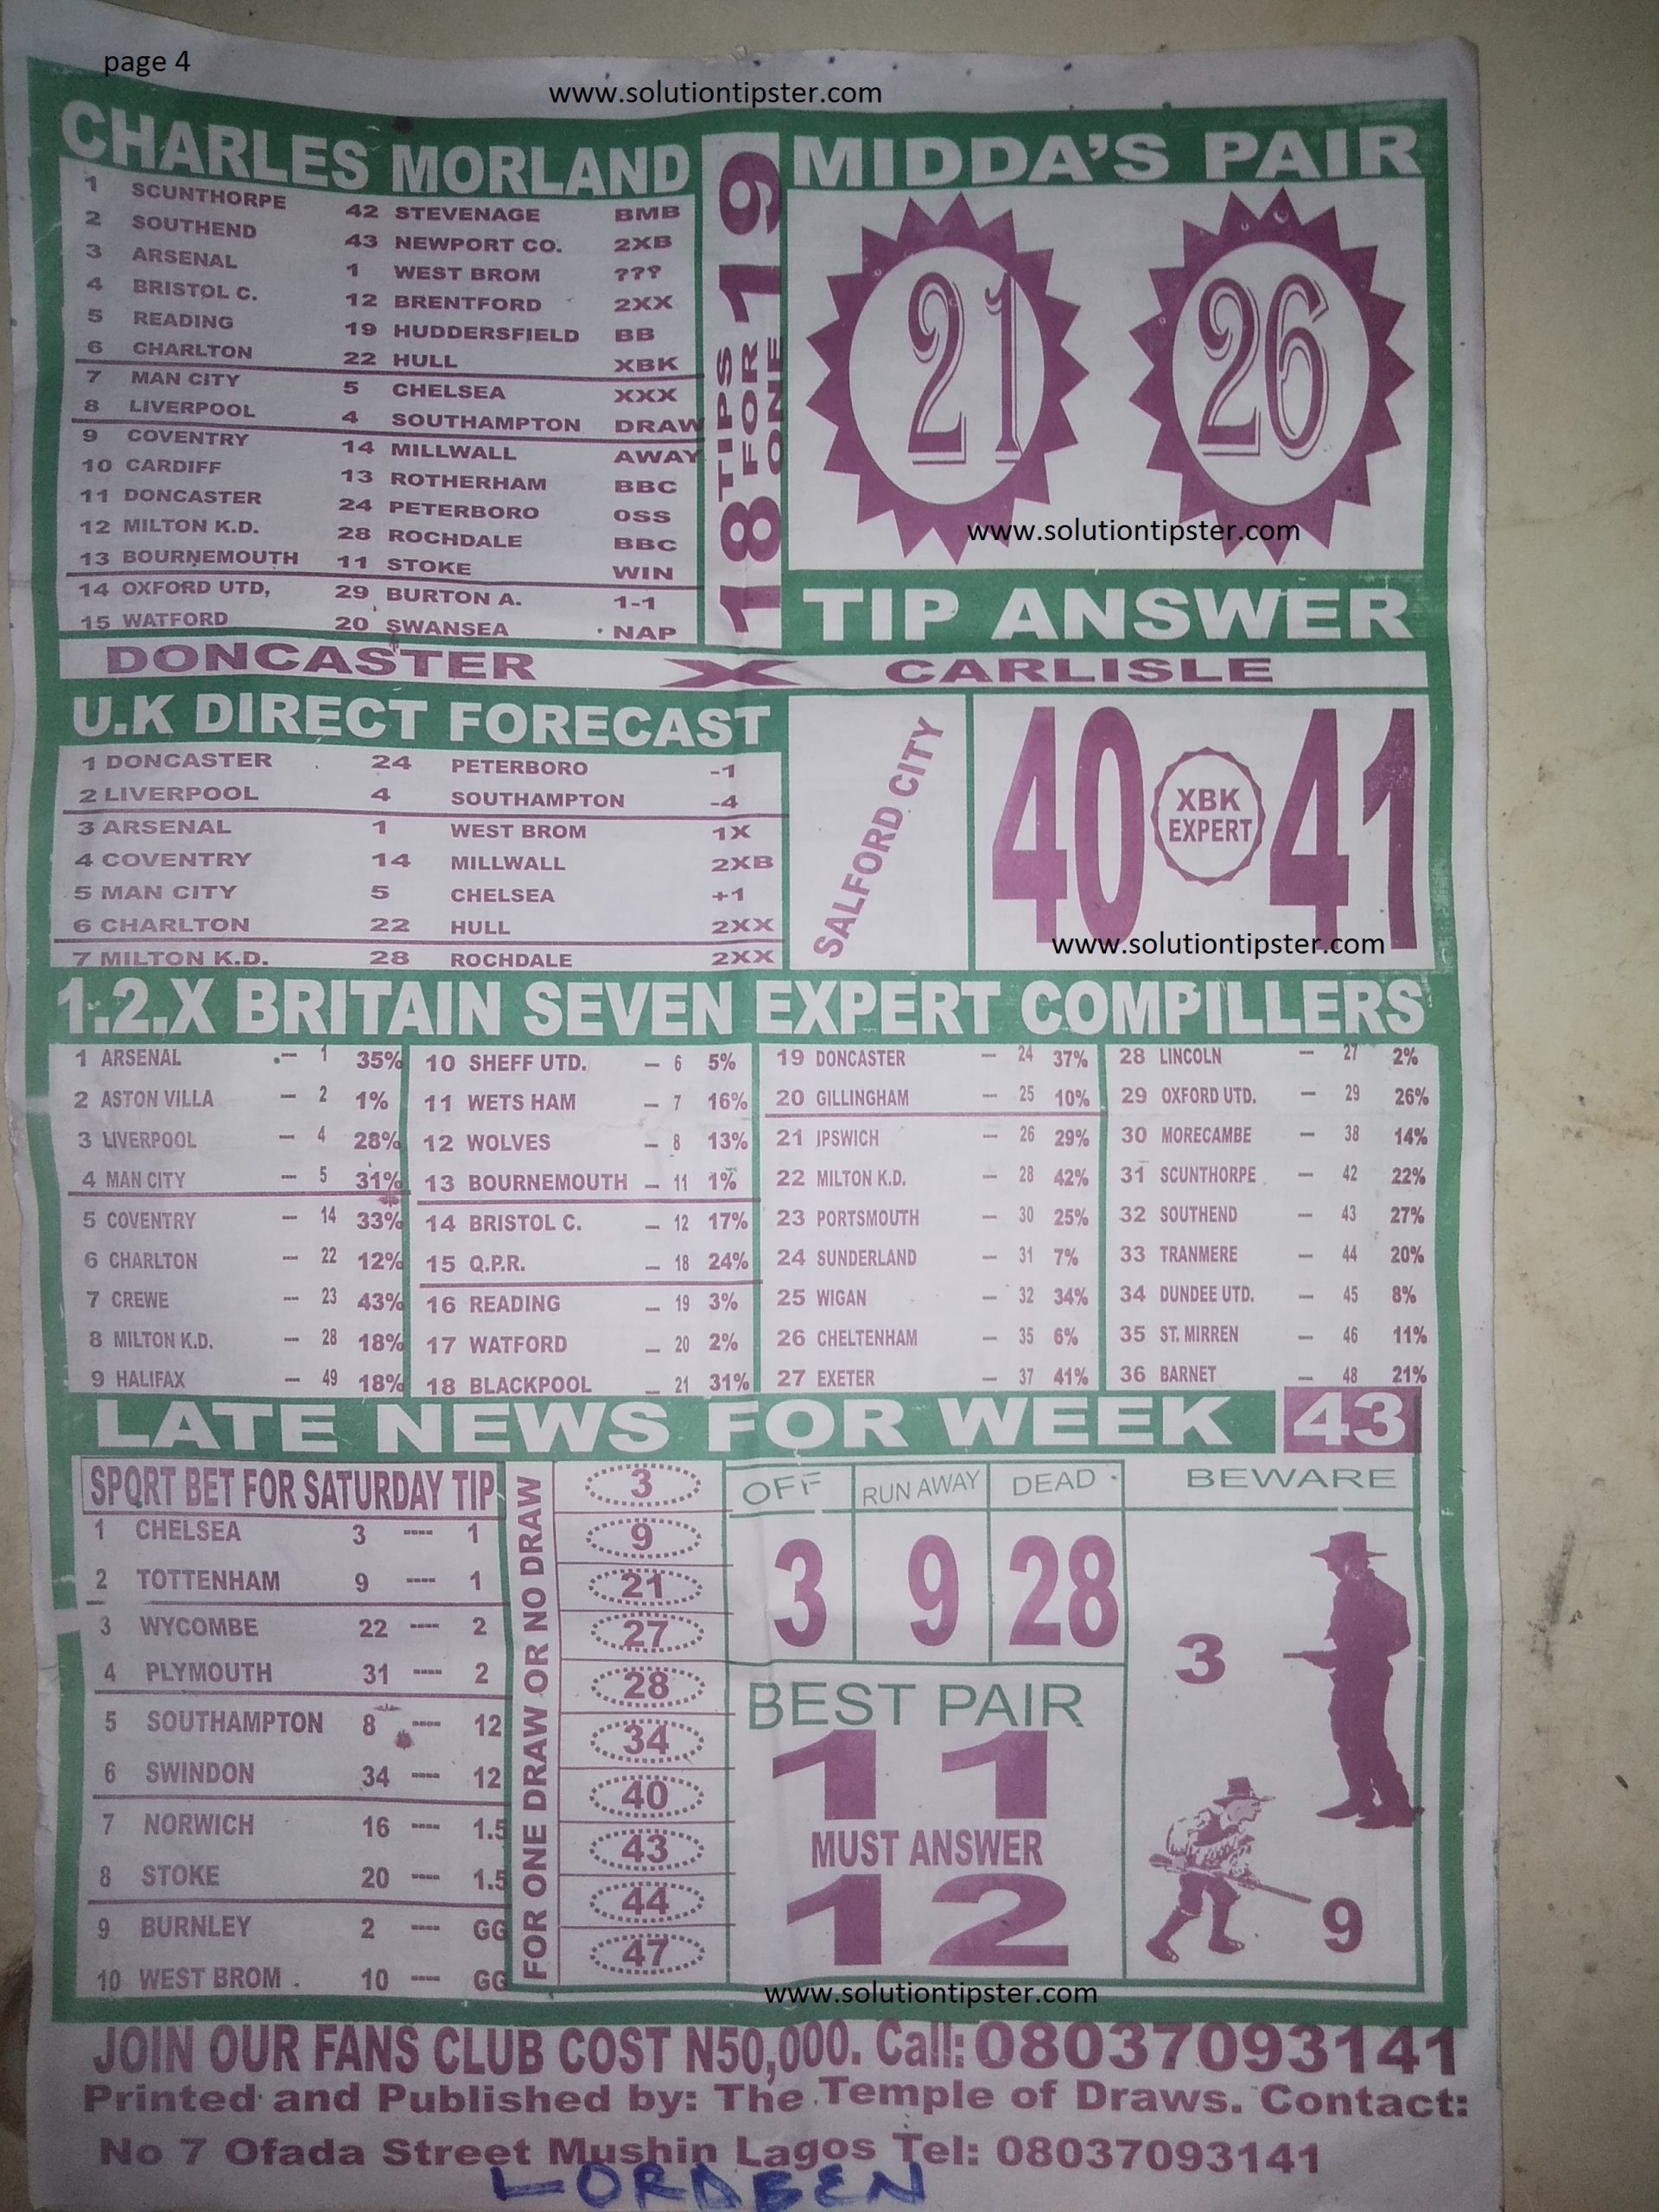 page 4
www.solutiontipster.com
CHARLES MORLAND
1 SCUNTHORPE 42 STEVENAGE BMB
2 SOUTHEND 43 NEWPORT CO. 2XB
3 ARSENAL 1 WEST BROM ???
4 BRISTOL C. 12 BRENTFORD 2XX
5 READING 19 HUDDERSFIELD BB
6 CHARLTON 22 HULL XBK
7 MAN CITY 5 CHELSEA XXX
8 LIVERPOOL 4 SOUTHAMPTON DRAW
9 COVENTRY 14 MILLWALL AWAY
10 CARDIFF 13 ROTHERHAM BBC
11 DONCASTER 24 PETERBORO OSS
12 MILTON K.D. 28 ROCHDALE BBC
13 BOURNEMOUTH 11 STOKE WIN
14 OXFORD UTD, 29 BURTON A. 1-1
15 WATFORD 20 SWANSEA NAP
18 TIPS FOR ONE 19
MIDDA'S PAIR
21 26
www.solutiontipster.com
TIP ANSWER
DONCASTER X CARLISLE
U.K DIRECT FORECAST
1 DONCASTER 24 PETERBORO -1
2 LIVERPOOL 4 SOUTHAMPTON -4
3 ARSENAL 1 WEST BROM 1X
4 COVENTRY 14 MILLWALL 2XB
5 MAN CITY 5 CHELSEA +1
6 CHARLTON 22 HULL 2XX
7 MILTON K.D. 28 ROCHDALE 2XX
SALFORD CITY
40 XBK EXPERT 41
www.solutiontipster.com
1.2.X BRITAIN SEVEN EXPERT COMPILLERS
1 ARSENAL -- 1 35%
2 ASTON VILLA -- 2 1%
3 LIVERPOOL -- 4 28%
4 MAN CITY -- 5 31%
5 COVENTRY -- 14 33%
6 CHARLTON -- 22 12%
7 CREWE -- 23 43%
8 MILTON K.D. -- 28 18%
9 HALIFAX -- 49 18%
10 SHEFF UTD. – 6 5%
11 WETS HAM – 7 16%
12 WOLVES – 8 13%
13 BOURNEMOUTH – 11 1%
14 BRISTOL C. – 12 17%
15 Q.P.R. – 18 24%
16 READING – 19 3%
17 WATFORD – 20 2%
18 BLACKPOOL – 21 31%
19 DONCASTER – 24 37%
20 GILLINGHAM – 25 10%
21 IPSWICH – 26 29%
22 MILTON K.D. – 28 42%
23 PORTSMOUTH – 30 25%
24 SUNDERLAND – 31 7%
25 WIGAN – 32 34%
26 CHELTENHAM – 35 6%
27 EXETER – 37 41%
28 LINCOLN – 27 2%
29 OXFORD UTD. – 29 26%
30 MORECAMBE – 38 14%
31 SCUNTHORPE – 42 22%
32 SOUTHEND – 43 27%
33 TRANMERE – 44 20%
34 DUNDEE UTD. – 45 8%
35 ST. MIRREN – 46 11%
36 BARNET – 48 21%
LATE NEWS FOR WEEK 43
SPORT BET FOR SATURDAY TIP
1 CHELSEA 3 ---- 1
2 TOTTENHAM 9 ---- 1
3 WYCOMBE 22 ---- 2
4 PLYMOUTH 31 ---- 2
5 SOUTHAMPTON 8 ---- 12
6 SWINDON 34 ---- 12
7 NORWICH 16 ---- 1.5
8 STOKE 20 ---- 1.5
9 BURNLEY 2 ---- GG
10 WEST BROM . 10 ---- GG
FOR ONE DRAW OR NO DRAW
3
9
21
27
28
34
40
43
44
47
OFF RUN AWAY DEAD
3 9 28
BEST PAIR
11
MUST ANSWER
12
BEWARE
3
9
www.solutiontipster.com
JOIN OUR FANS CLUB COST N50,000. Call: 08037093141
Printed and Published by: The Temple of Draws. Contact:
No 7 Ofada Street Mushin Lagos Tel: 08037093141
LORDBEN